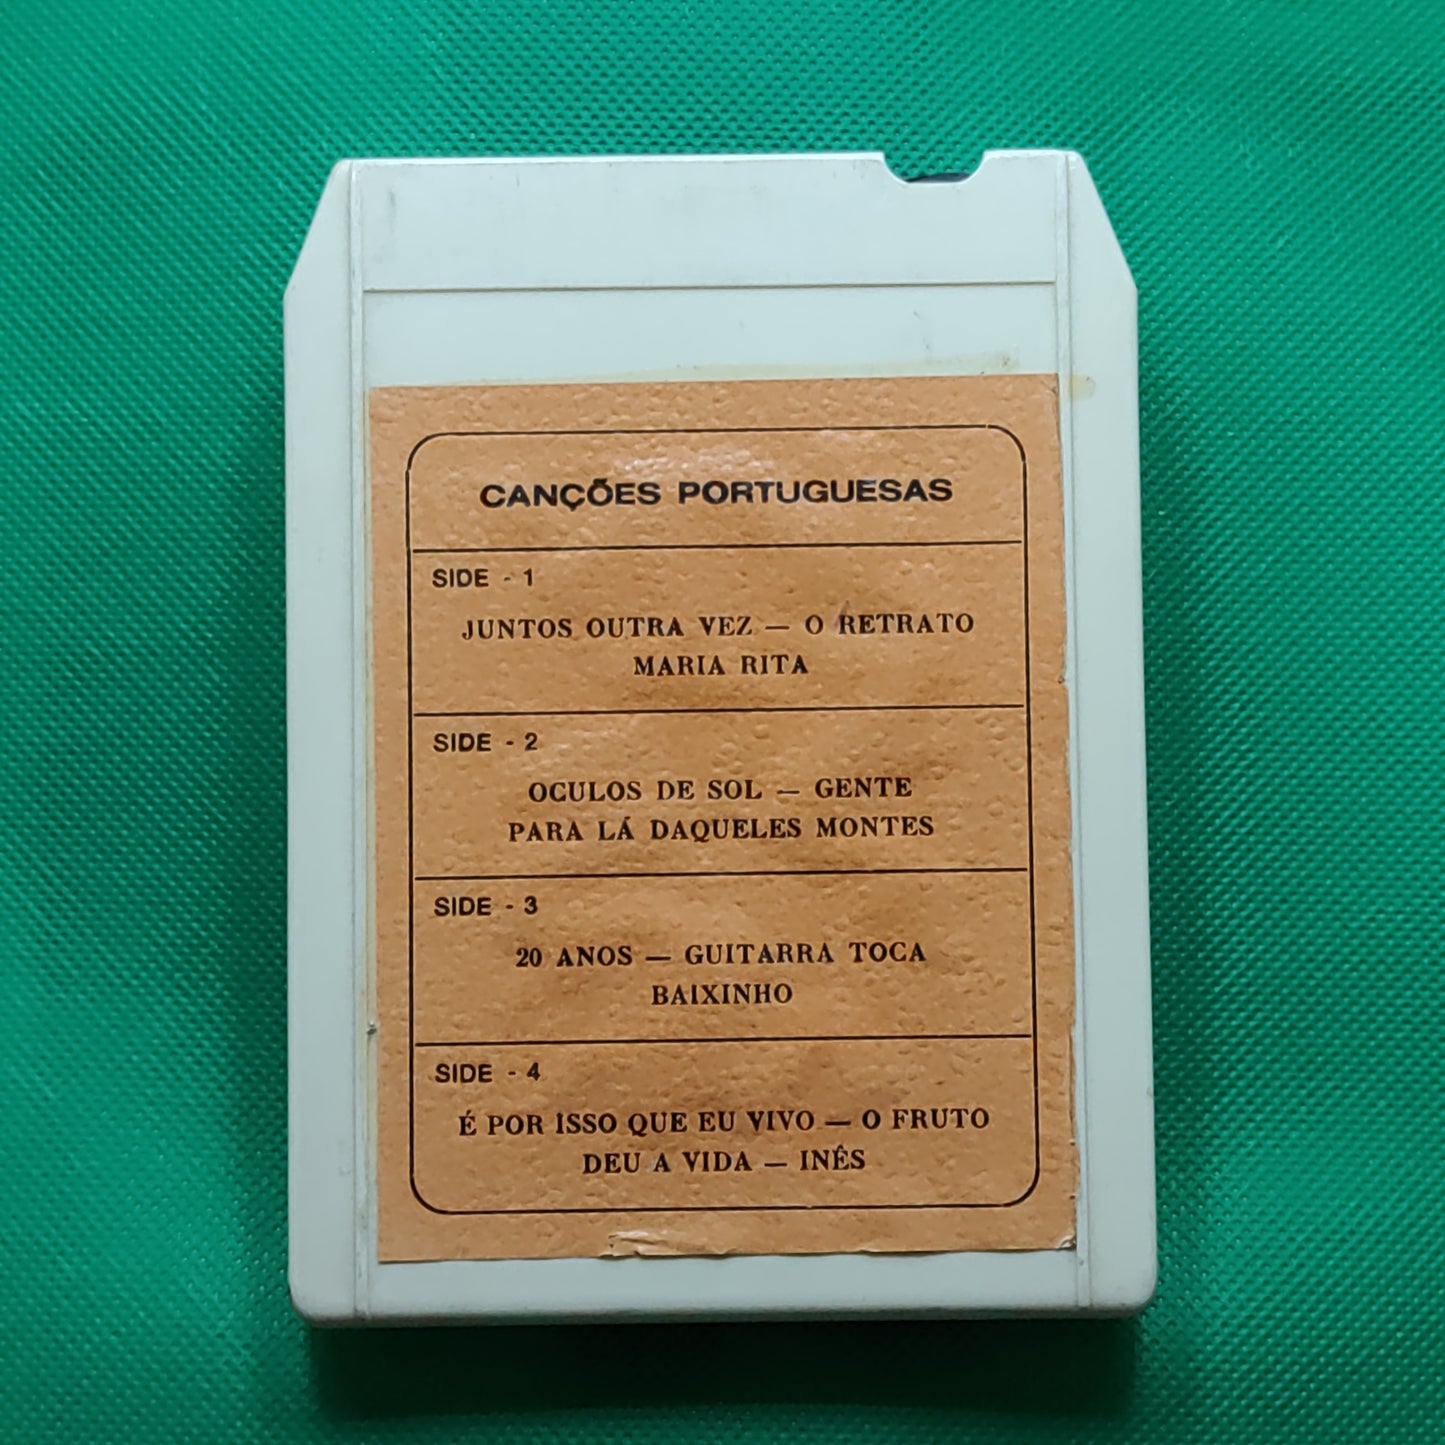 CANÇÕES PORTUGUESAS
SIDE - 1
JUNTOS OUTRA VEZ — O RETRATO
MARIA RITA
SIDE - 2
OCULOS DE SOL — GENTE
PARA LÁ DAQUELES MONTES
SIDE - 3
20 ANOS — GUITARRA TOCA
BAIXINHO
SIDE - 4
É POR ISSO QUE EU VIVO — O FRUTO
DEU A VIDA — INÊS